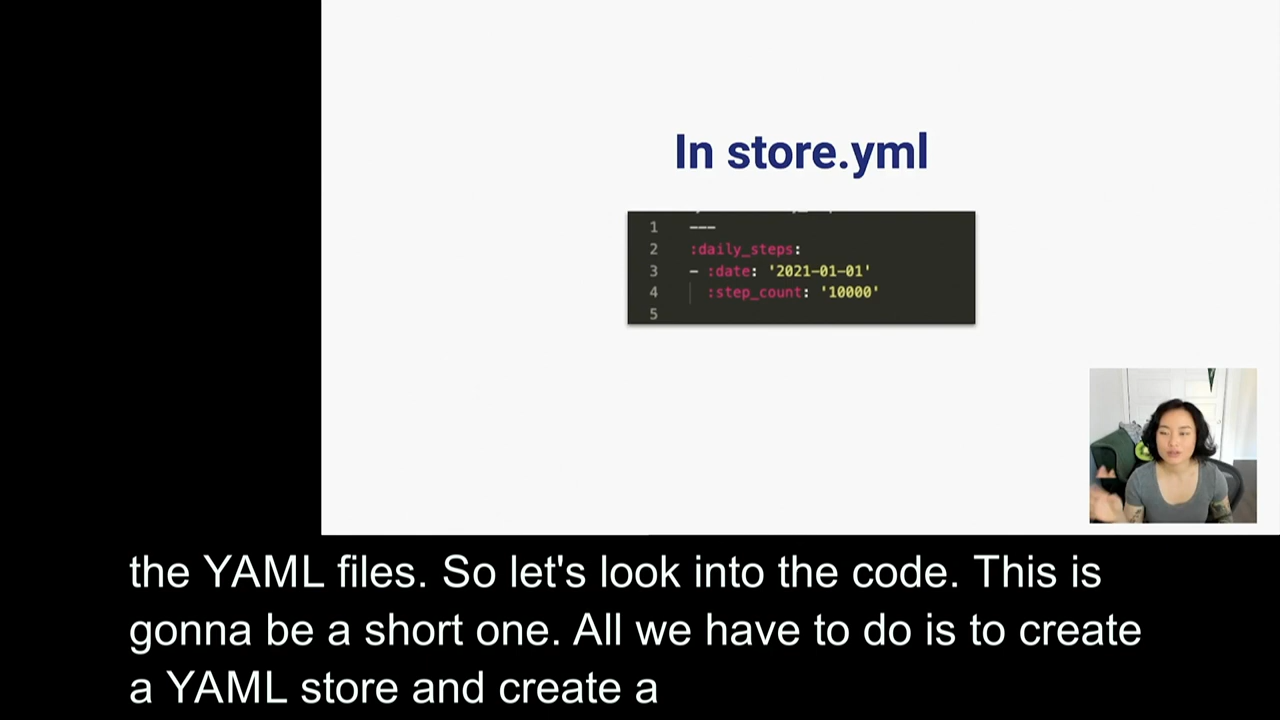 In store.yml
1 ---
2 :daily_steps:
3 - :date: '2021-01-01'
4 :step_count: '10000'
5
the YAML files. So let's look into the code. This is
gonna be a short one. All we have to do is to create
a YAML store and create a